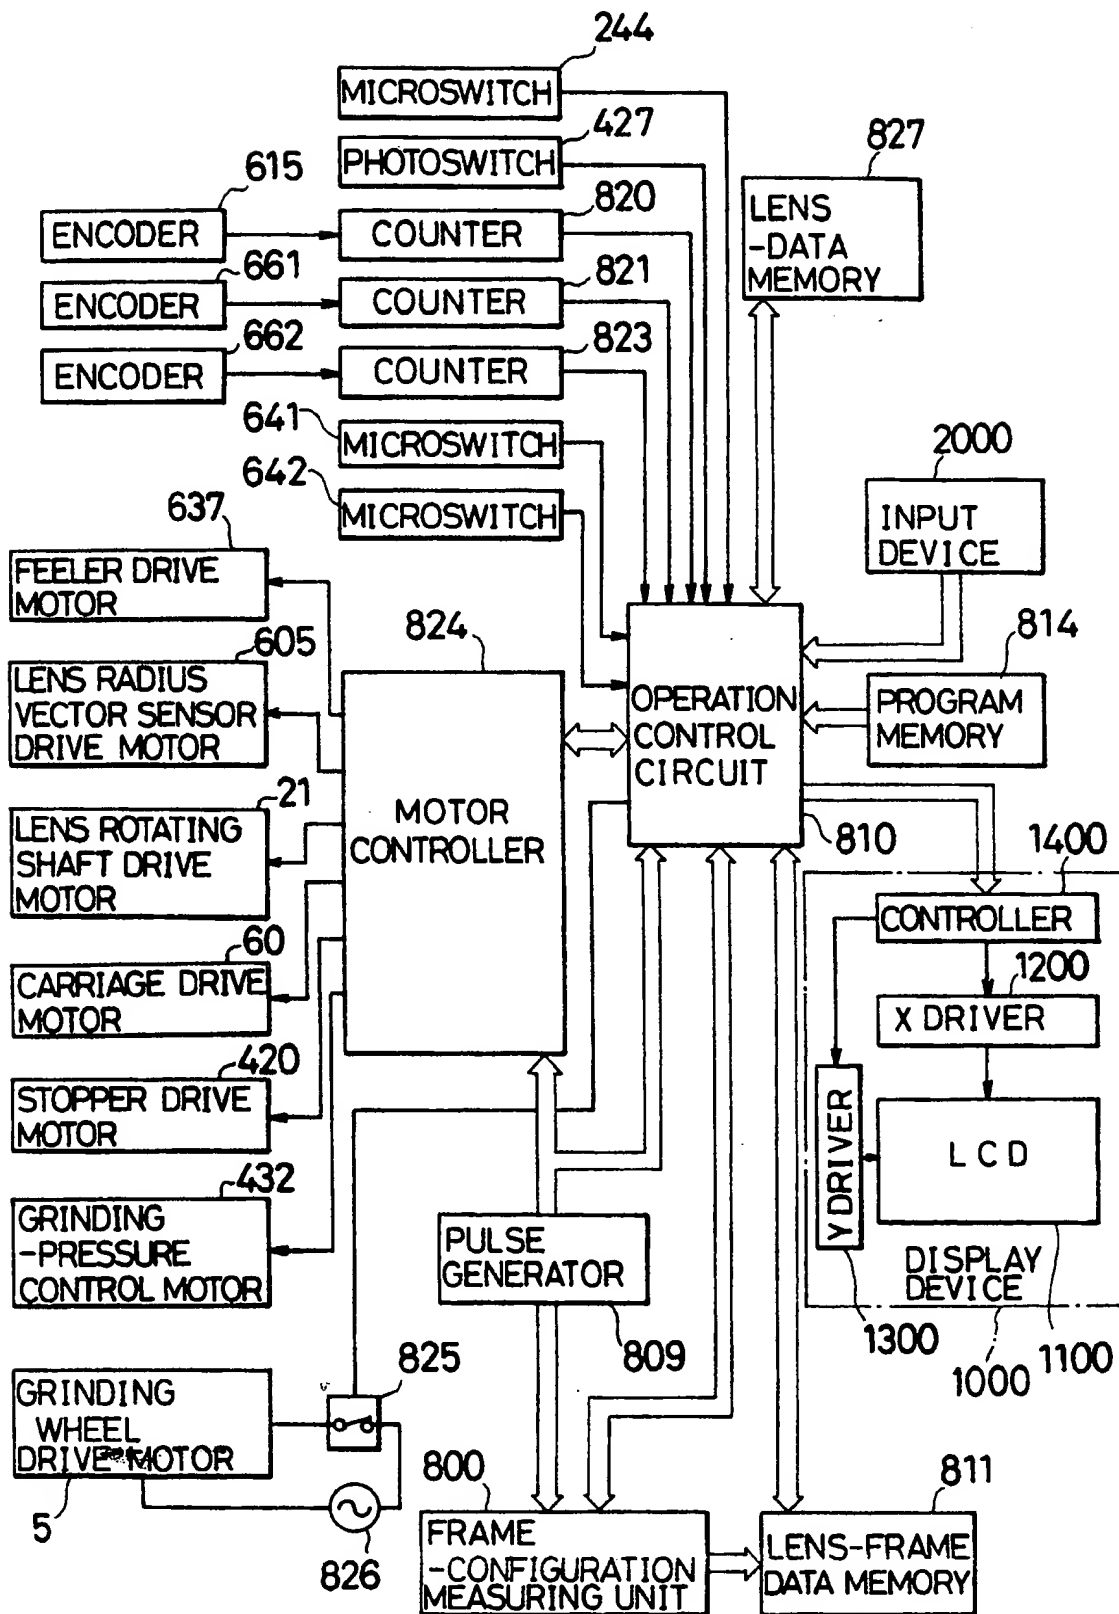 244
MICROSWITCH
427
PHOTOSWITCH
615
ENCODER
820
COUNTER
827
LENS
-DATA
MEMORY
661
ENCODER
821
COUNTER
662
ENCODER
823
COUNTER
641
MICROSWITCH
642
MICROSWITCH
2000
INPUT
DEVICE
637
FEELER DRIVE
MOTOR
824
MOTOR
CONTROLLER
OPERATION
CONTROL
CIRCUIT
810
814
PROGRAM
MEMORY
605
LENS RADIUS
VECTOR SENSOR
DRIVE MOTOR
21
LENS ROTATING
SHAFT DRIVE
MOTOR
60
CARRIAGE DRIVE
MOTOR
420
STOPPER DRIVE
MOTOR
432
GRINDING
-PRESSURE
CONTROL MOTOR
1400
CONTROLLER
1200
X DRIVER
Y DRIVER
LCD
DISPLAY
DEVICE
1300
1000
1100
PULSE
GENERATOR
809
825
GRINDING
WHEEL
DRIVE MOTOR
5
826
800
FRAME
-CONFIGURATION
MEASURING UNIT
811
LENS-FRAME
DATA MEMORY